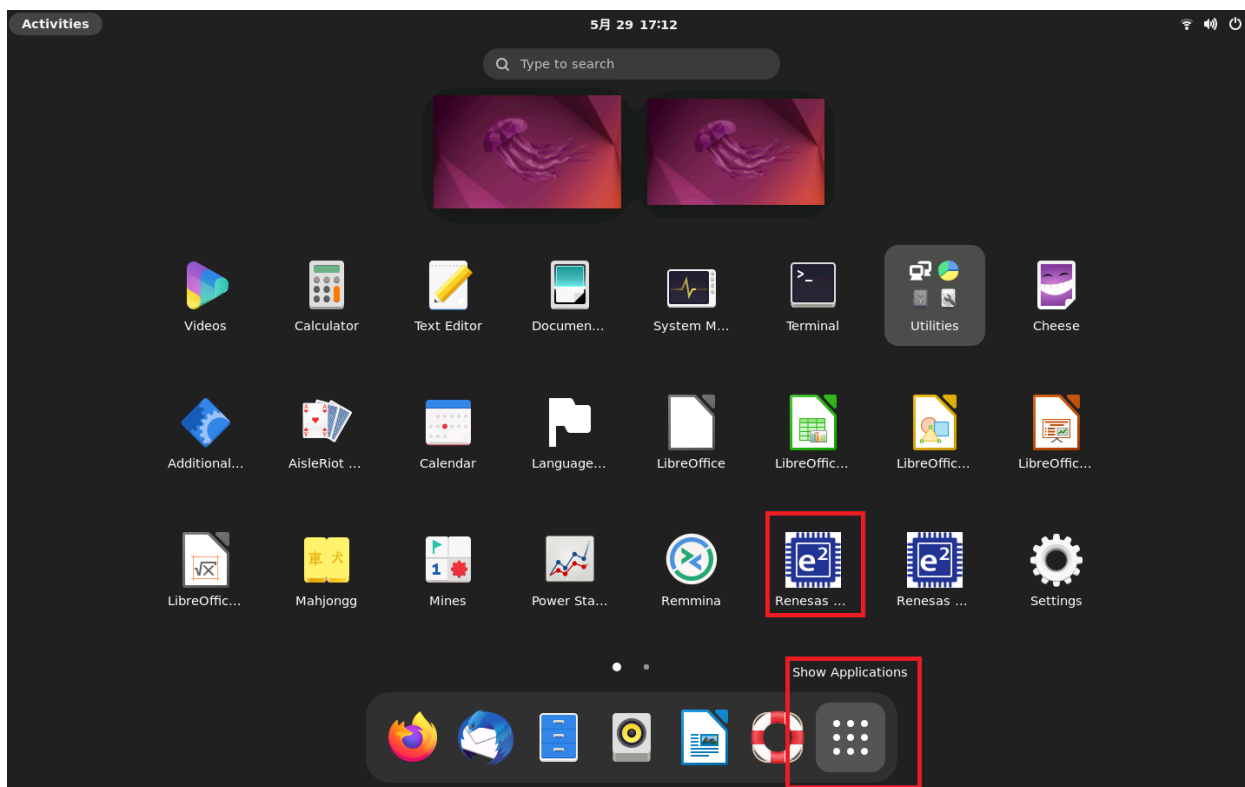 Activities
5月 29 17:12
Type to search
Videos
Calculator
Text Editor
Documen...
System M...
Terminal
Utilities
Cheese
Additional...
AisleRiot ...
Calendar
Language...
LibreOffice
LibreOffic...
LibreOffic...
LibreOffic...
LibreOffic...
Mahjongg
Mines
Power Sta...
Remmina
Renesas ...
Renesas ...
Settings
Show Applications